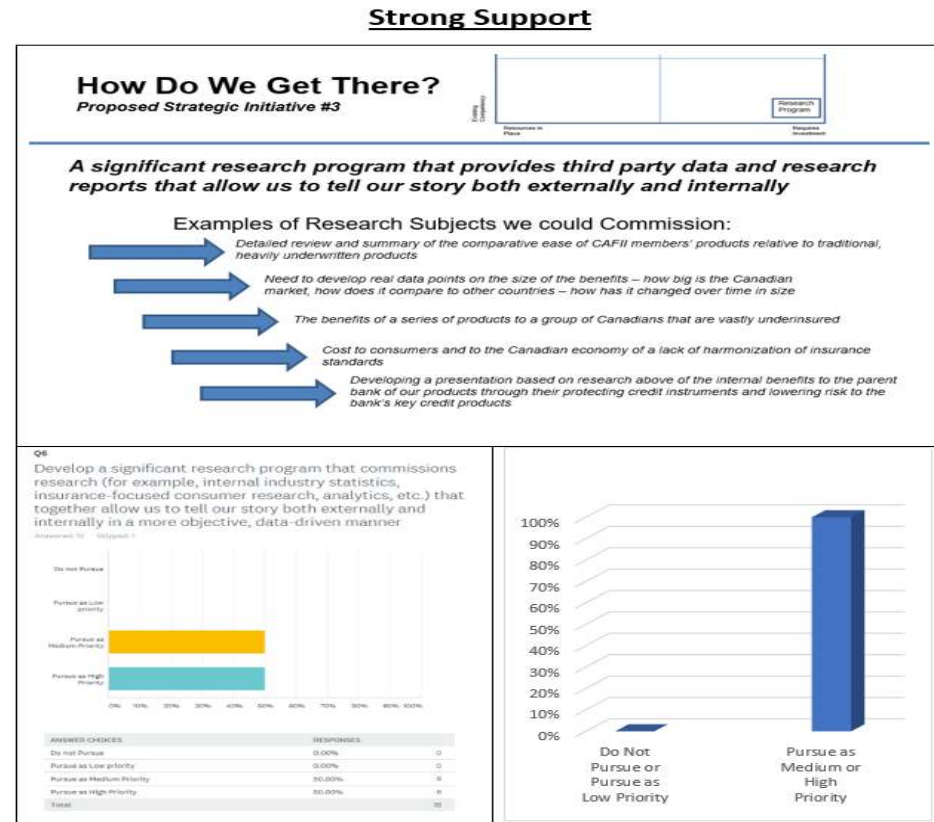 Strong Support
How Do We Get There?
Proposed Strategic Initiative #3
Existing
Competency
Research
Program
Resources in
Place
Requires
Investment
A significant research program that provides third party data and research
reports that allow us to tell our story both externally and internally
Examples of Research Subjects we could Commission:
Detailed review and summary of the comparative ease of CAFII members' products relative to traditional,
heavily underwritten products
Need to develop real data points on the size of the benefits – how big is the Canadian
market, how does it compare to other countries – how has it changed over time in size
The benefits of a series of products to a group of Canadians that are vastly underinsured
Cost to consumers and to the Canadian economy of a lack of harmonization of insurance
standards
Developing a presentation based on research above of the internal benefits to the parent
bank of our products through their protecting credit instruments and lowering risk to the
bank's key credit products
Q6
Develop a significant research program that commissions
research (for example, internal industry statistics,
insurance-focused consumer research, analytics, etc.) that
together allow us to tell our story both externally and
internally in a more objective, data-driven manner
Answered: 10 Skipped: 1
Do not Pursue
Pursue as Low
priority
Pursue as
Medium Priority
Pursue as High
Priority
0% 10% 20% 30% 40% 50% 60% 70% 80% 90% 100%
ANSWER CHOICES RESPONSES
Do not Pursue 0.00% 0
Pursue as Low priority 0.00% 0
Pursue as Medium Priority 50.00%
Pursue as High Priority 50.00%
Total 10
100%
90%
80%
70%
60%
50%
40%
30%
20%
10%
0%
Do Not
Pursue or
Pursue as
Low Priority
Pursue as
Medium or
High
Priority